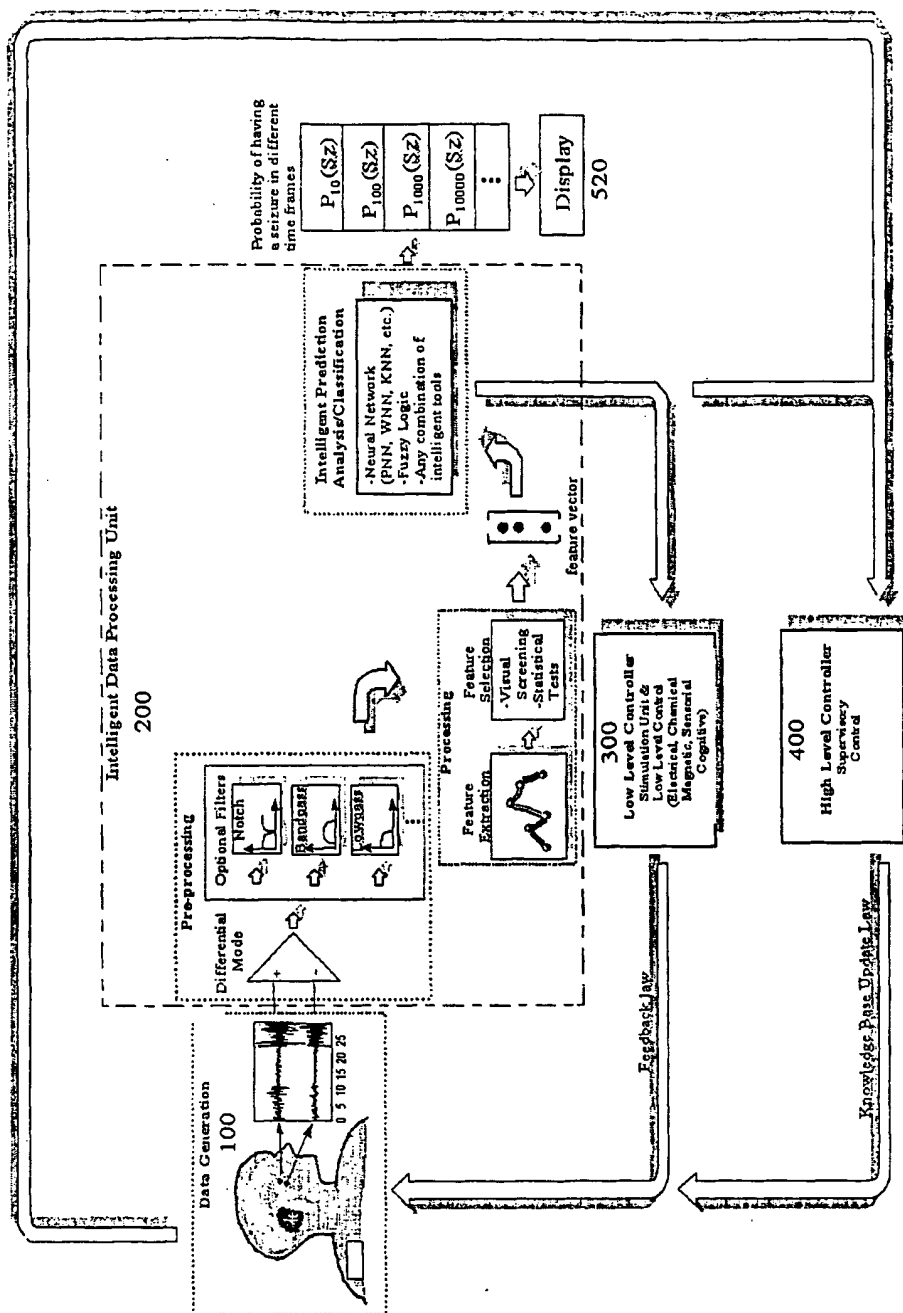 Data Generation
100
0 5 10 15 20 25
Intelligent Data Processing Unit
200
Pre-processing
Differential
Mode
Optional Filters
Notch
Bandpass
Lowpass
Processing
Feature
Extraction
Feature
Selection
-Visual
Screening
-Statistical
Tests
feature vector
Intelligent Prediction
Analysis/Classification
-Neural Network
(PNN, WNN, KNN, etc.)
-Fuzzy Logic
-Any combination of
intelligent tools
Probability of having
a seizure in different
time frames
P10 (S,Z)
P100 (S,Z)
P1000 (S,Z)
P10000 (S,Z)
Display
520
300
Low Level Controller
Stimulation Unit &
Low Level Control
(Electrical, Chemical
Magnetic, Sensorial
Cognitive)
Feedback law
400
High Level Controller
Supervisory
Control
Knowledge Base Update Law